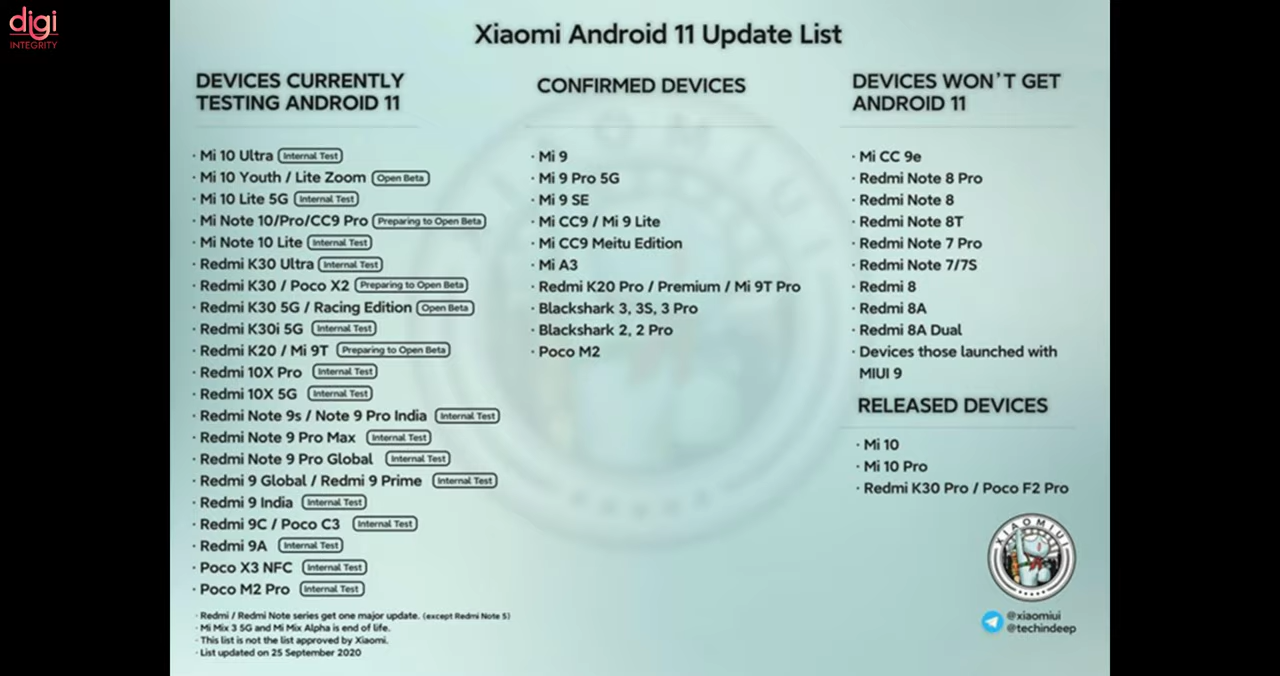 digi
INTEGRITY
Xiaomi Android 11 Update List
DEVICES CURRENTLY
TESTING ANDROID 11
· Mi 10 Ultra Internal Test
· Mi 10 Youth / Lite Zoom Open Beta
· Mi 10 Lite 5G Internal Test
· Mi Note 10/Pro/CC9 Pro Preparing to Open Beta
· Mi Note 10 Lite Internal Test
· Redmi K30 Ultra Internal Test
· Redmi K30 / Poco X2 Preparing to Open Beta
· Redmi K30 5G / Racing Edition Open Beta
· Redmi K30i 5G Internal Test
· Redmi K20 / Mi 9T Preparing to Open Beta
· Redmi 10X Pro Internal Test
· Redmi 10X 5G Internal Test
· Redmi Note 9s / Note 9 Pro India Internal Test
· Redmi Note 9 Pro Max Internal Test
· Redmi Note 9 Pro Global Internal Test
· Redmi 9 Global / Redmi 9 Prime Internal Test
· Redmi 9 India Internal Test
· Redmi 9C / Poco C3 Internal Test
· Redmi 9A Internal Test
· Poco X3 NFC Internal Test
· Poco M2 Pro Internal Test
· Redmi / Redmi Note series get one major update. (except Redmi Note 5)
· Mi Mix 3 5G and Mi Mix Alpha is end of life.
· This list is not the list approved by Xiaomi.
· List updated on 25 September 2020
CONFIRMED DEVICES
· Mi 9
· Mi 9 Pro 5G
· Mi 9 SE
· Mi CC9 / Mi 9 Lite
· Mi CC9 Meitu Edition
· Mi A3
· Redmi K20 Pro / Premium / Mi 9T Pro
· Blackshark 3, 3S, 3 Pro
· Blackshark 2, 2 Pro
· Poco M2
DEVICES WON'T GET
ANDROID 11
· Mi CC 9e
· Redmi Note 8 Pro
· Redmi Note 8
· Redmi Note 8T
· Redmi Note 7 Pro
· Redmi Note 7/7S
· Redmi 8
· Redmi 8A
· Redmi 8A Dual
· Devices those launched with
MIUI 9
RELEASED DEVICES
· Mi 10
· Mi 10 Pro
· Redmi K30 Pro / Poco F2 Pro
XIAOMIUI
@xiaomiui
@techindeep